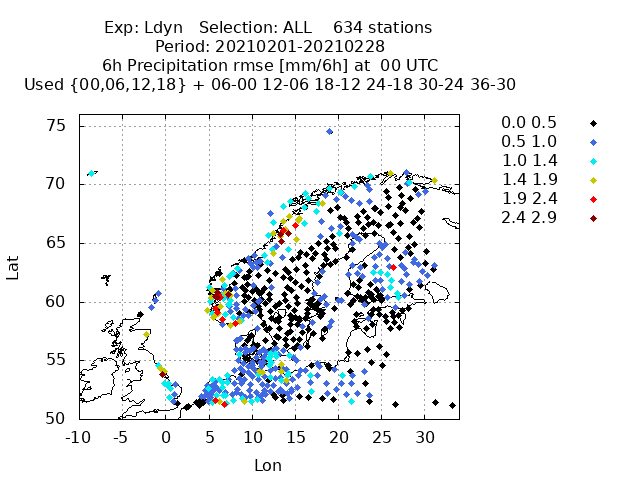 Exp: Ldyn   Selection: ALL    634 stations
Period: 20210201-20210228
6h Precipitation rmse [mm/6h] at  00 UTC
Used {00,06,12,18} + 06-00 12-06 18-12 24-18 30-24 36-30
0.0 0.5
0.5 1.0
1.0 1.4
1.4 1.9
1.9 2.4
2.4 2.9
75
70
65
60
55
50
Lat
-10 -5 0 5 10 15 20 25 30
Lon